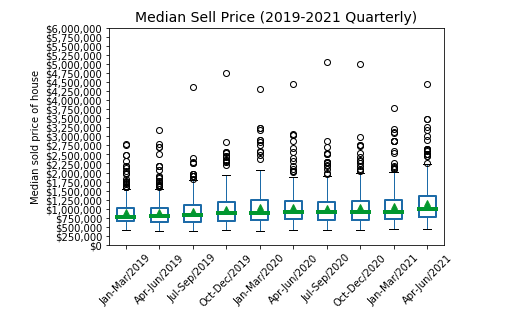 Median Sell Price (2019-2021 Quarterly)
Median sold price of house
$6,000,000
$5,750,000
$5,500,000
$5,250,000
$5,000,000
$4,750,000
$4,500,000
$4,250,000
$4,000,000
$3,750,000
$3,500,000
$3,250,000
$3,000,000
$2,750,000
$2,500,000
$2,250,000
$2,000,000
$1,750,000
$1,500,000
$1,250,000
$1,000,000
$750,000
$500,000
$250,000
$0
Jan-Mar/2019
Apr-Jun/2019
Jul-Sep/2019
Oct-Dec/2019
Jan-Mar/2020
Apr-Jun/2020
Jul-Sep/2020
Oct-Dec/2020
Jan-Mar/2021
Apr-Jun/2021